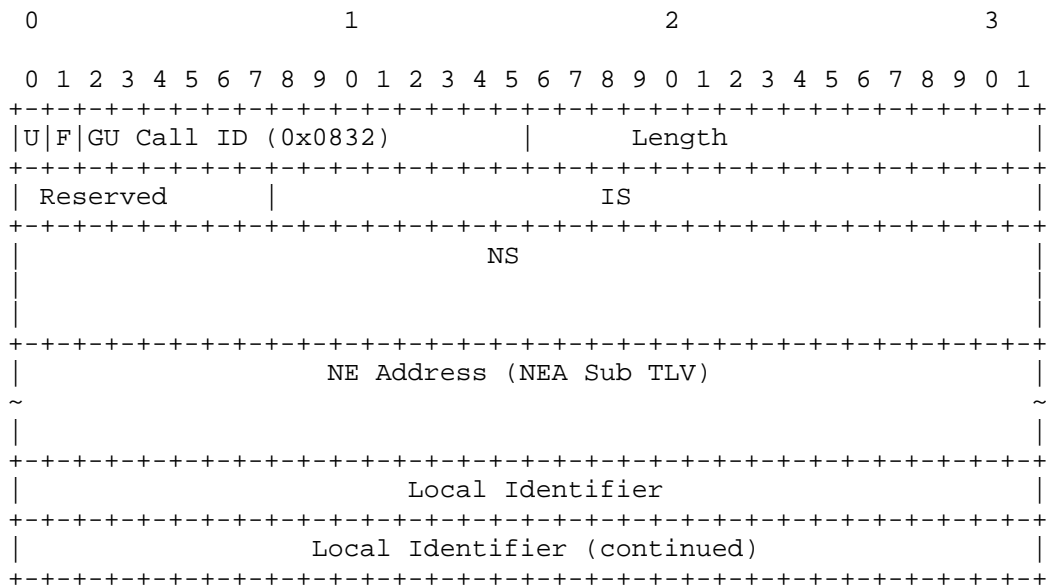 0 1 2 3
0 1 2 3 4 5 6 7 8 9 0 1 2 3 4 5 6 7 8 9 0 1 2 3 4 5 6 7 8 9 0 1
+-+-+-+-+-+-+-+-+-+-+-+-+-+-+-+-+-+-+-+-+-+-+-+-+-+-+-+-+-+-+-+-+
|U|F|GU Call ID (0x0832) | Length |
+-+-+-+-+-+-+-+-+-+-+-+-+-+-+-+-+-+-+-+-+-+-+-+-+-+-+-+-+-+-+-+-+
| Reserved | IS |
+-+-+-+-+-+-+-+-+-+-+-+-+-+-+-+-+-+-+-+-+-+-+-+-+-+-+-+-+-+-+-+-+
| NS |
| |
| |
+-+-+-+-+-+-+-+-+-+-+-+-+-+-+-+-+-+-+-+-+-+-+-+-+-+-+-+-+-+-+-+-+
| NE Address (NEA Sub TLV) |
~ ~
| |
+-+-+-+-+-+-+-+-+-+-+-+-+-+-+-+-+-+-+-+-+-+-+-+-+-+-+-+-+-+-+-+-+
| Local Identifier |
+-+-+-+-+-+-+-+-+-+-+-+-+-+-+-+-+-+-+-+-+-+-+-+-+-+-+-+-+-+-+-+-+
| Local Identifier (continued) |
+-+-+-+-+-+-+-+-+-+-+-+-+-+-+-+-+-+-+-+-+-+-+-+-+-+-+-+-+-+-+-+-+